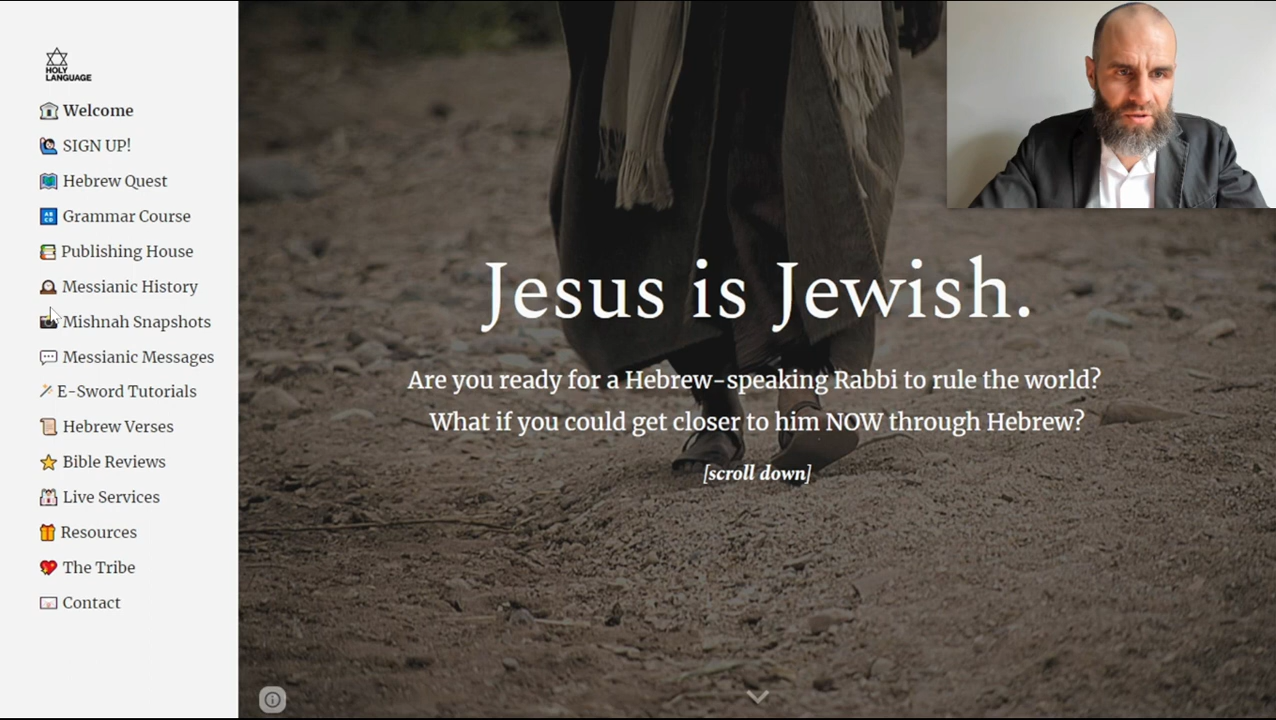 HOLY
LANGUAGE
Welcome
SIGN UP!
Hebrew Quest
Grammar Course
Publishing House
Messianic History
Mishnah Snapshots
Messianic Messages
E-Sword Tutorials
Hebrew Verses
Bible Reviews
Live Services
Resources
The Tribe
Contact
Jesus is Jewish.
Are you ready for a Hebrew-speaking Rabbi to rule the world?
What if you could get closer to him NOW through Hebrew?
[scroll down]